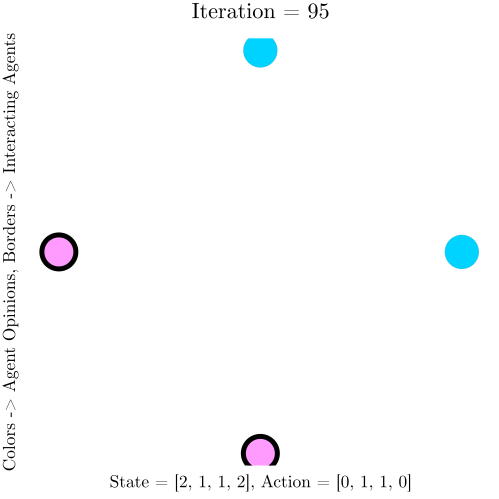 Iteration = 95
Colors -> Agent Opinions, Borders -> Interacting Agents
State = [2, 1, 1, 2], Action = [0, 1, 1, 0]